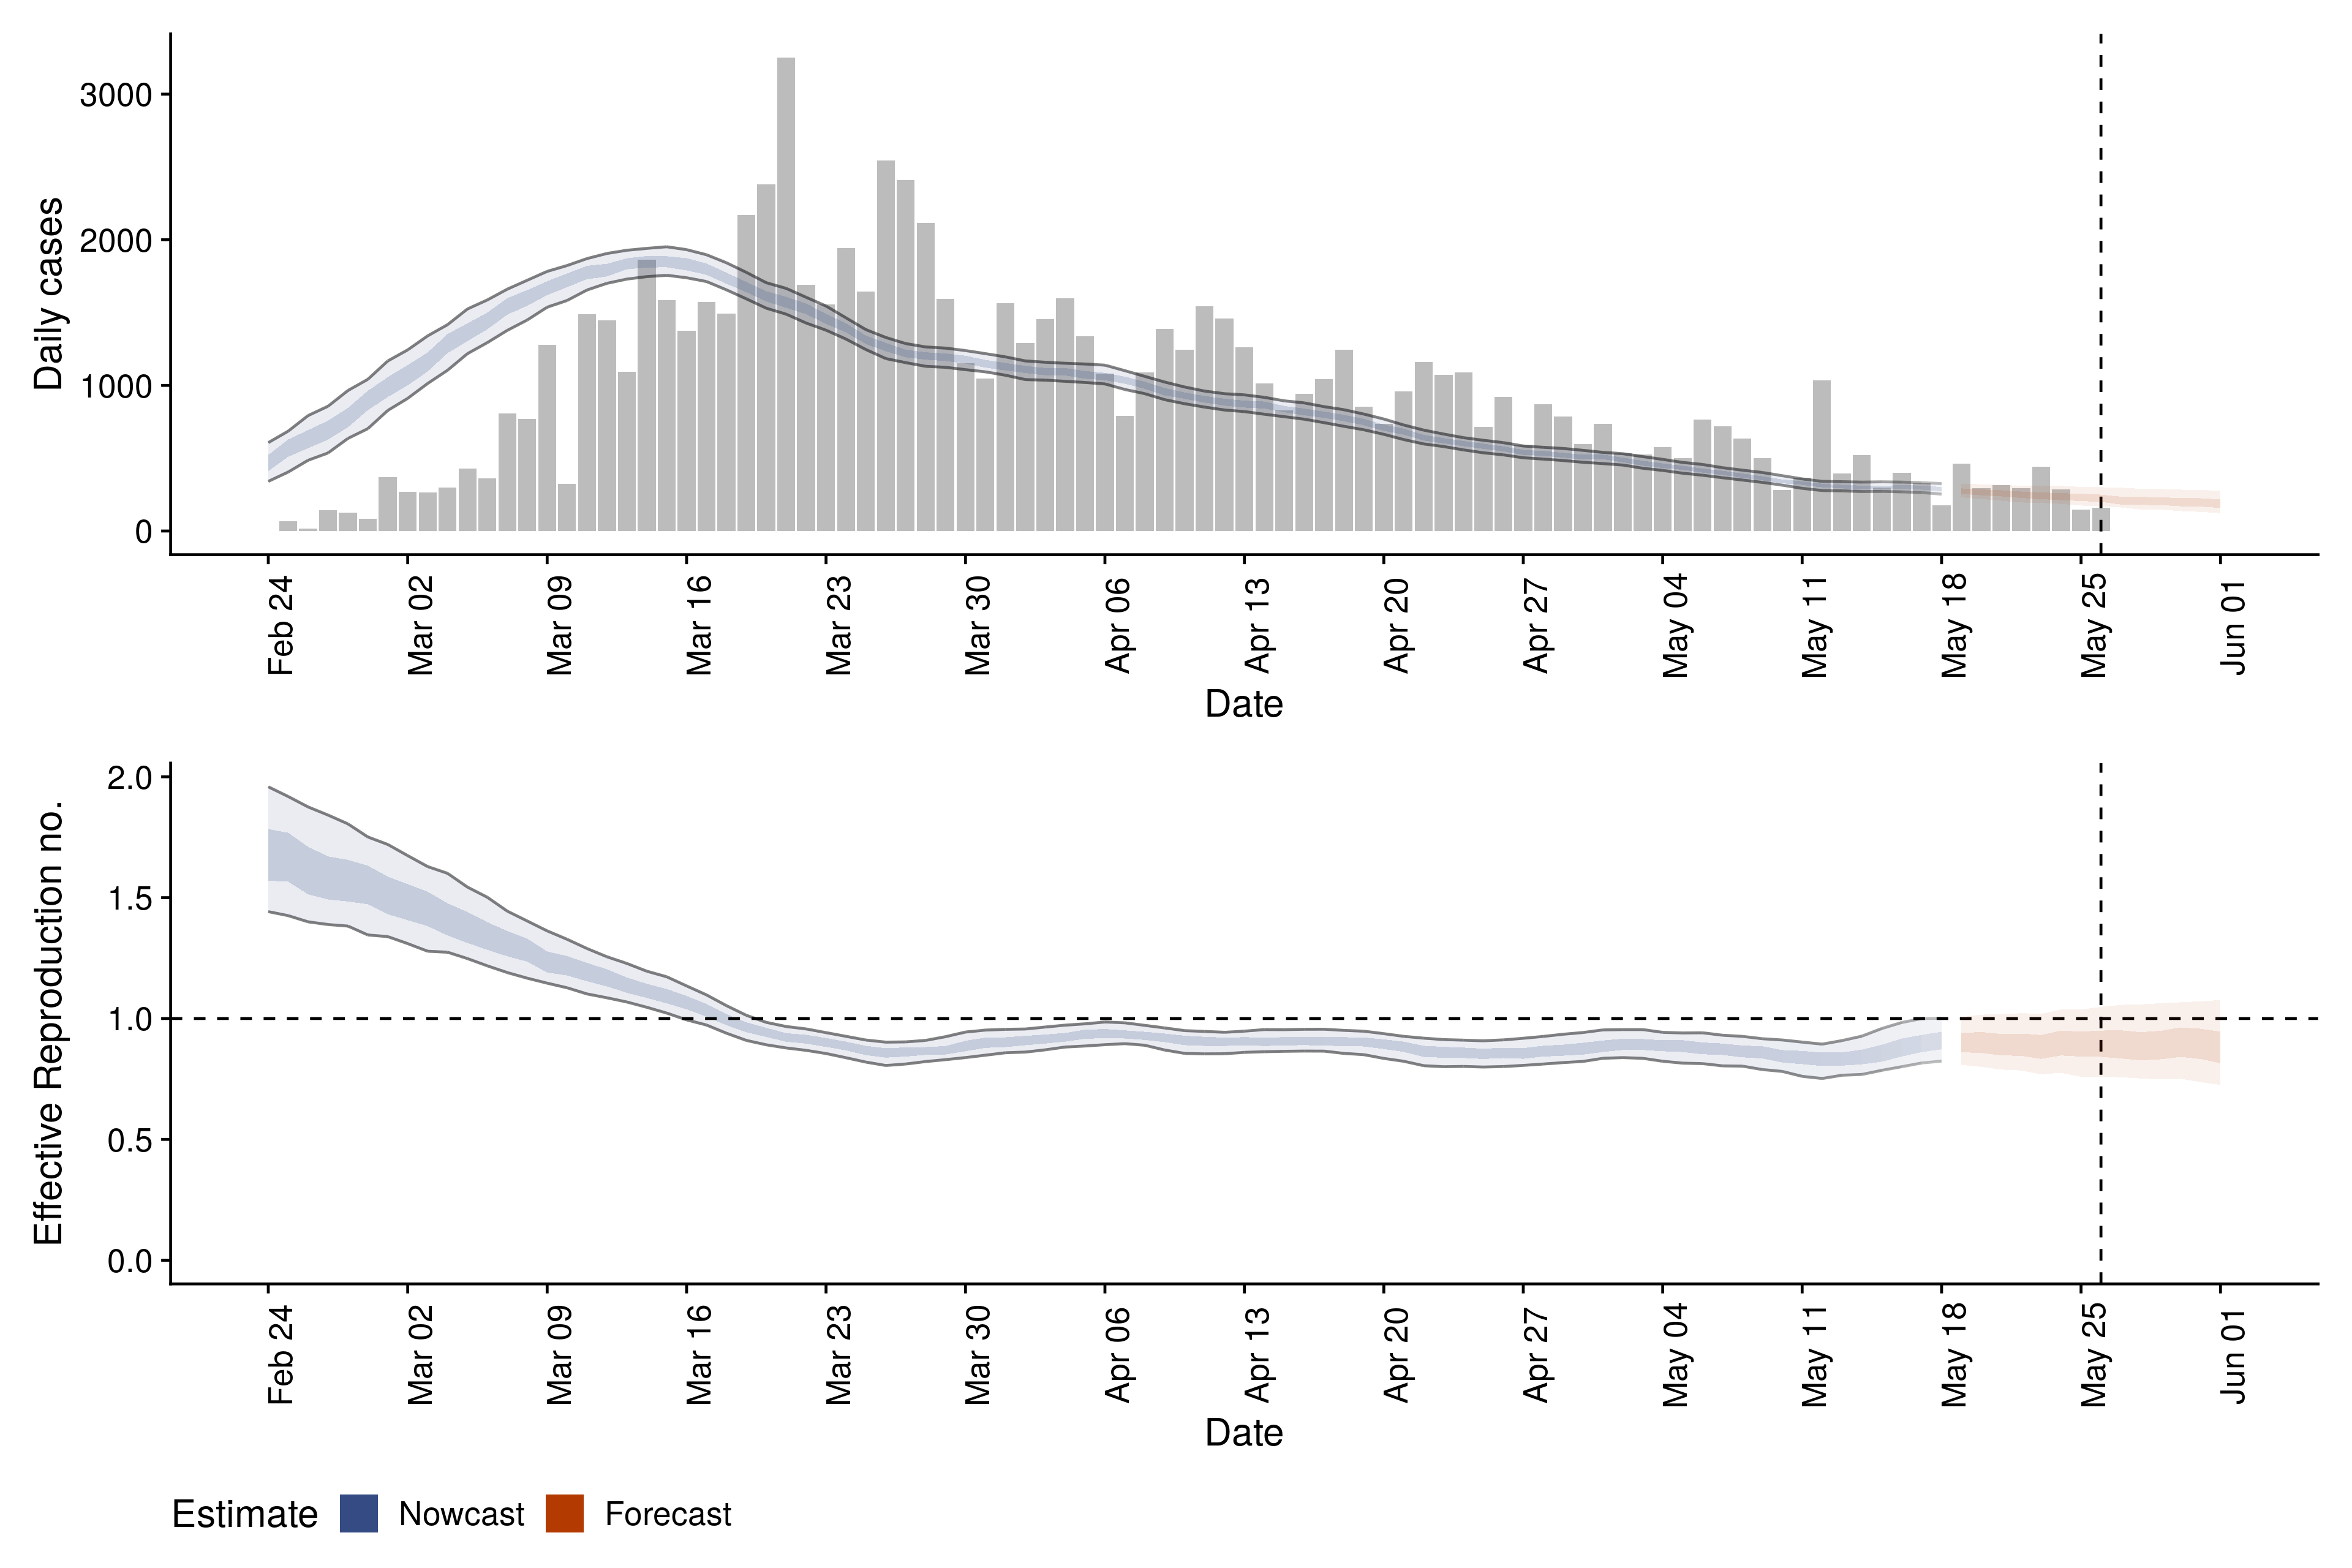 Daily cases
3000
2000
1000
0
Feb 24
Mar 02
Mar 09
Mar 16
Mar 23
Mar 30
Apr 06
Apr 13
Apr 20
Apr 27
May 04
May 11
May 18
May 25
Jun 01
Date
Effective Reproduction no.
2.0
1.5
1.0
0.5
0.0
Feb 24
Mar 02
Mar 09
Mar 16
Mar 23
Mar 30
Apr 06
Apr 13
Apr 20
Apr 27
May 04
May 11
May 18
May 25
Jun 01
Date
Estimate Nowcast Forecast